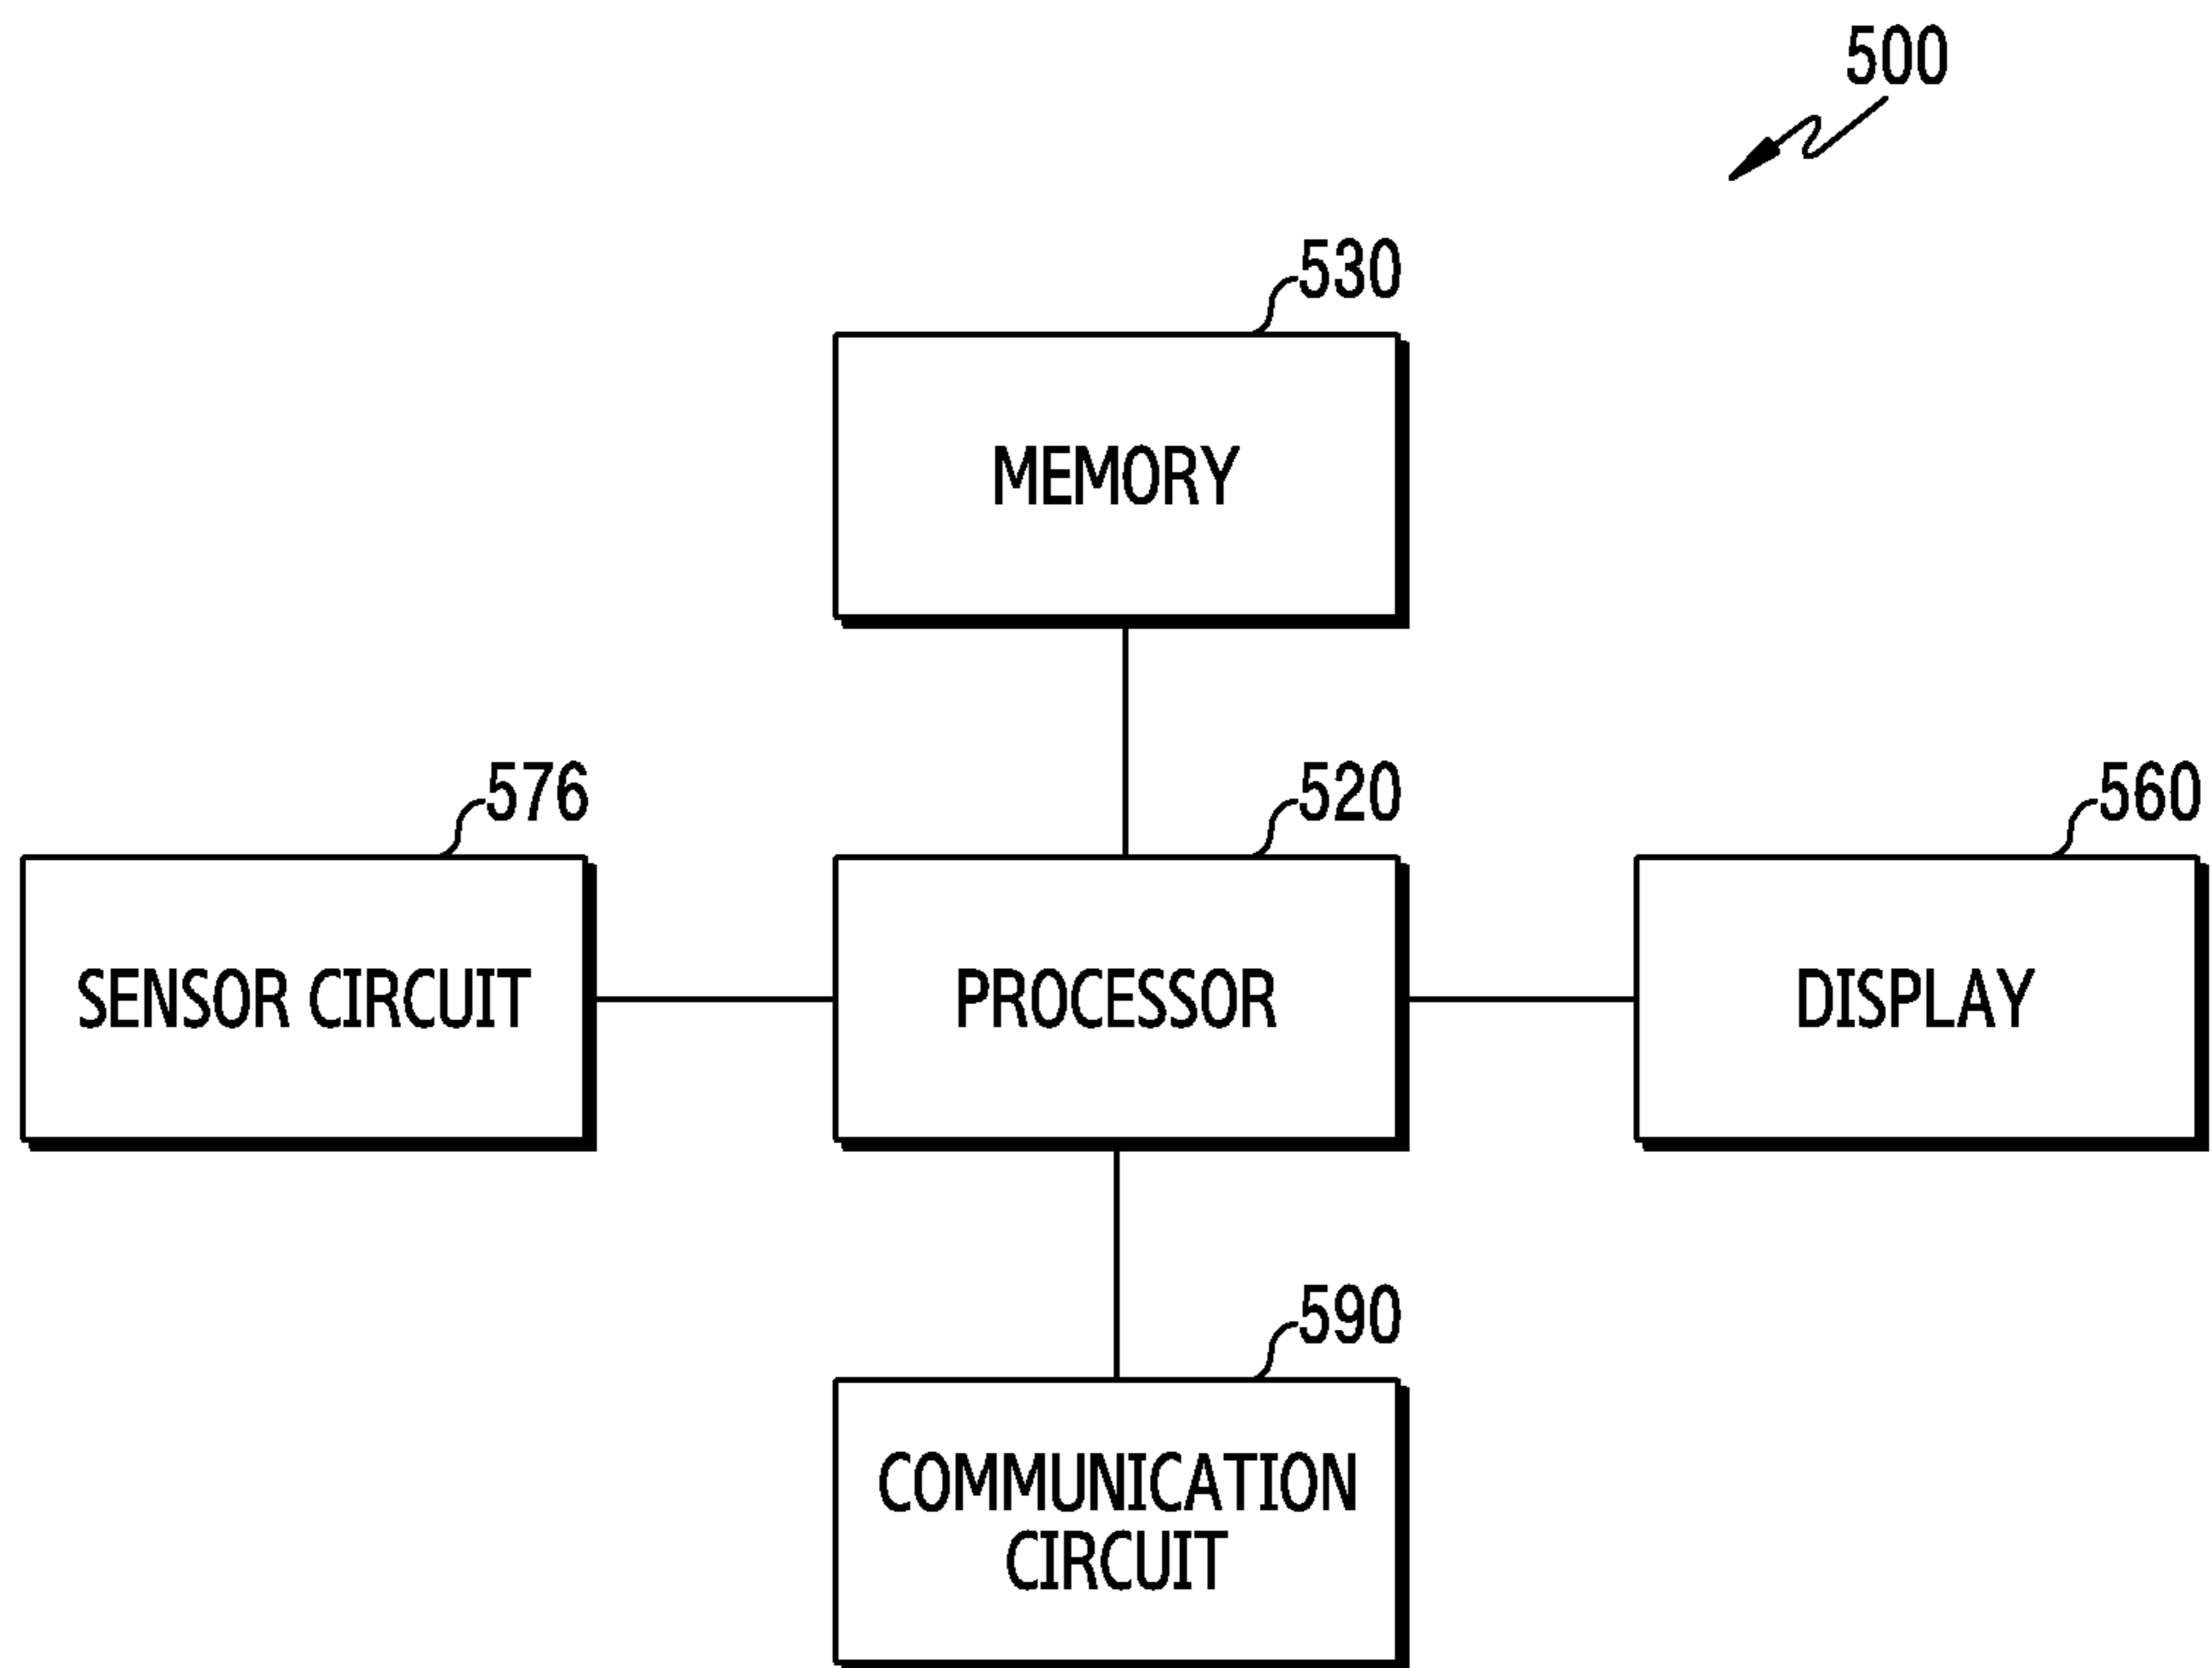 500
530
MEMORY
576
520
560
SENSOR CIRCUIT
PROCESSOR
DISPLAY
590
COMMUNICATION
CIRCUIT